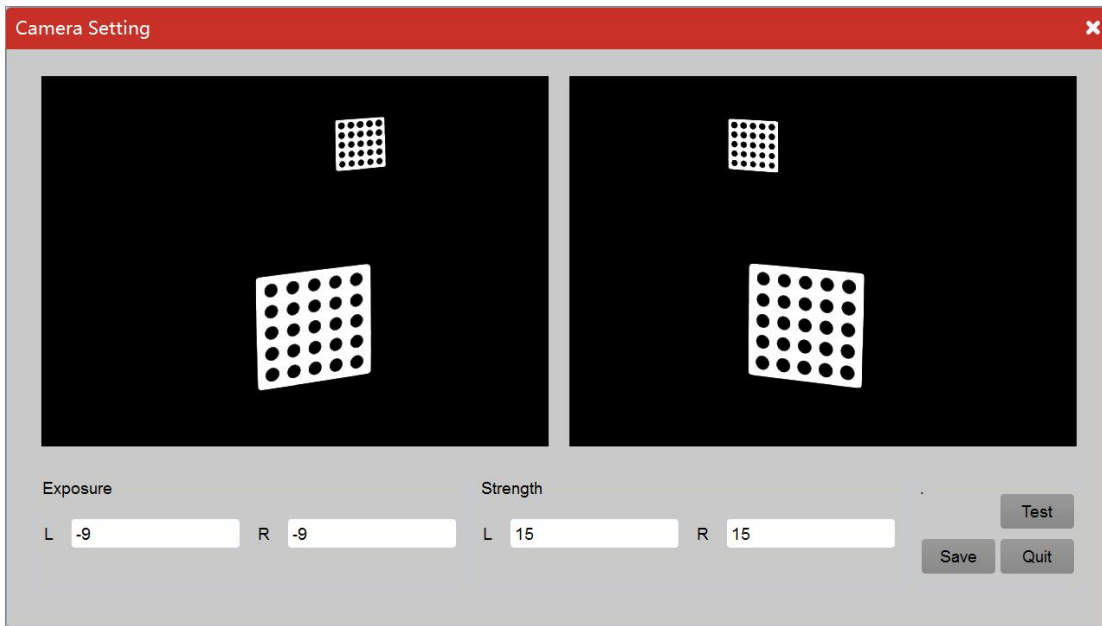 Camera Setting
Exposure
Strength
L -9 R -9 L 15 R 15
Test
Save Quit